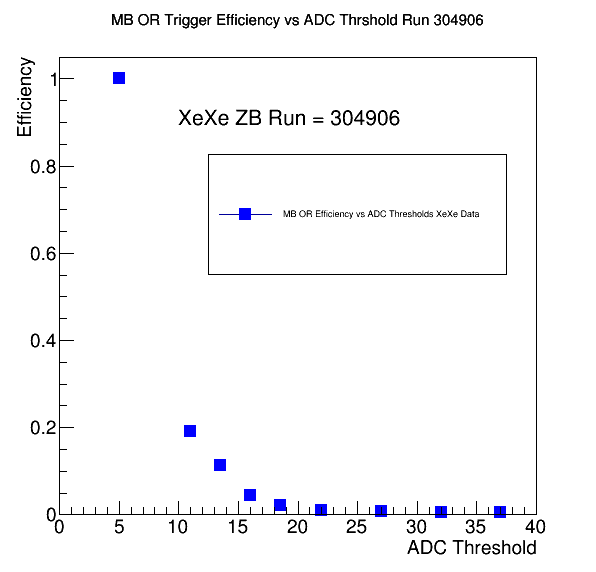 MB OR Trigger Efficiency vs ADC Thrshold Run 304906
Efficiency
1
XeXe ZB Run = 304906
0.8
MB OR Efficiency vs ADC Thresholds XeXe Data
0.6
0.4
0.2
0
0 5 10 15 20 25 30 35 40
ADC Threshold